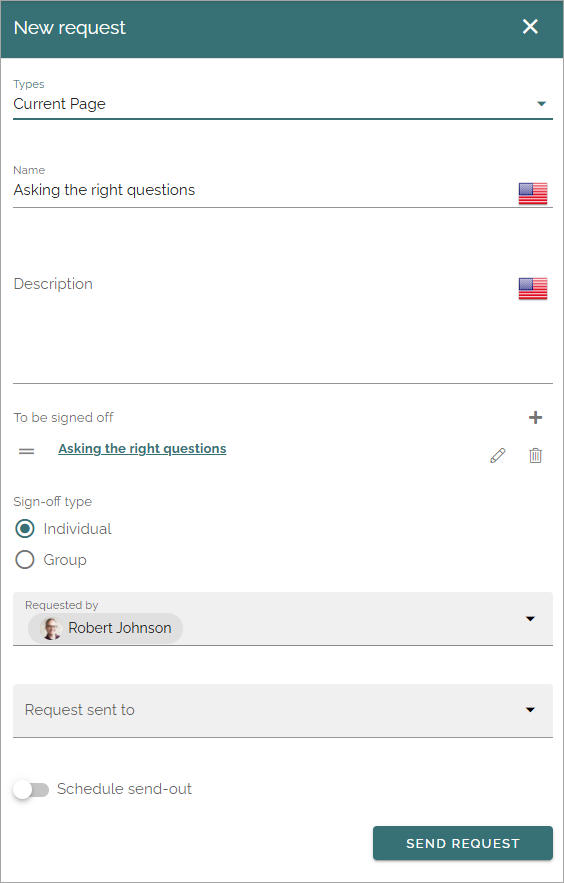 New request
Types
Current Page
Name
Asking the right questions
Description
To be signed off
Asking the right questions
Sign-off type
Individual
Group
Requested by
Robert Johnson
Request sent to
Schedule send-out
SEND REQUEST